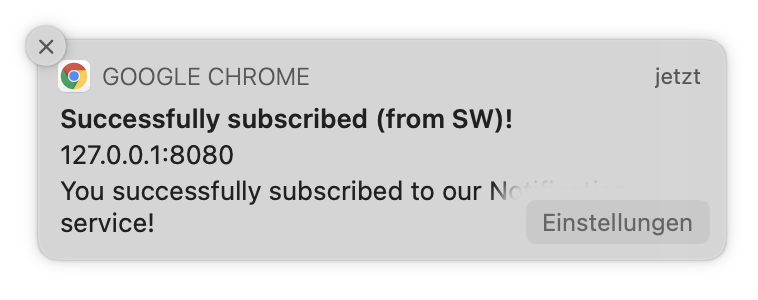 GOOGLE CHROME
jetzt
Successfully subscribed (from SW)!
127.0.0.1:8080
You successfully subscribed to our Notification
service!
Einstellungen